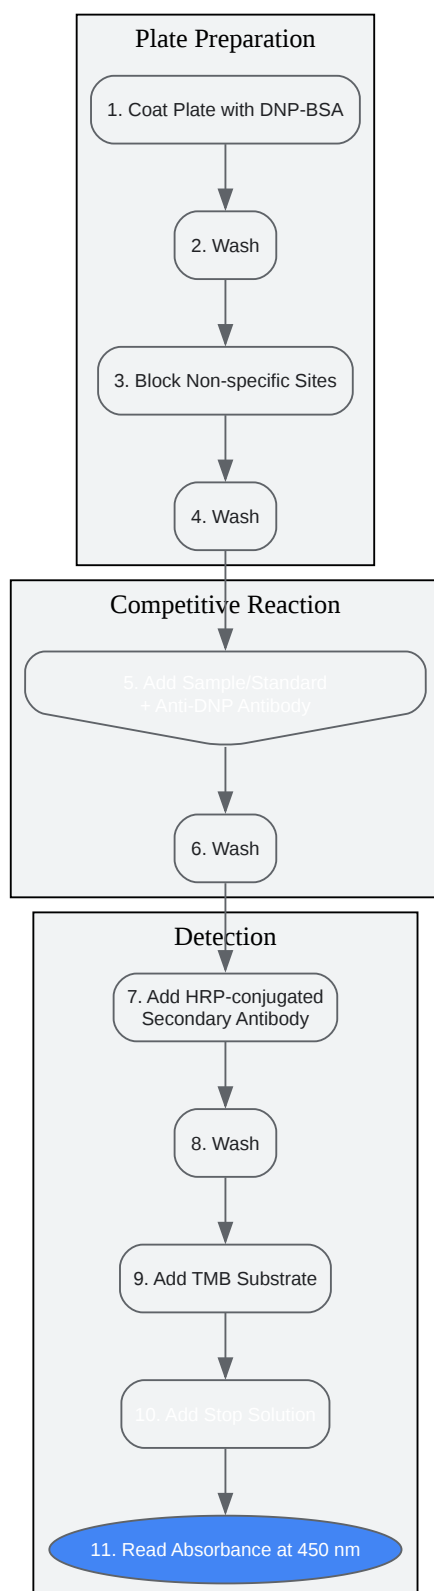 Plate Preparation
1. Coat Plate with DNP-BSA
2. Wash
3. Block Non-specific Sites
4. Wash
Competitive Reaction
5. Add Sample/Standard
+ Anti-DNP Antibody
6. Wash
Detection
7. Add HRP-conjugated
Secondary Antibody
8. Wash
9. Add TMB Substrate
10. Add Stop Solution
11. Read Absorbance at 450 nm